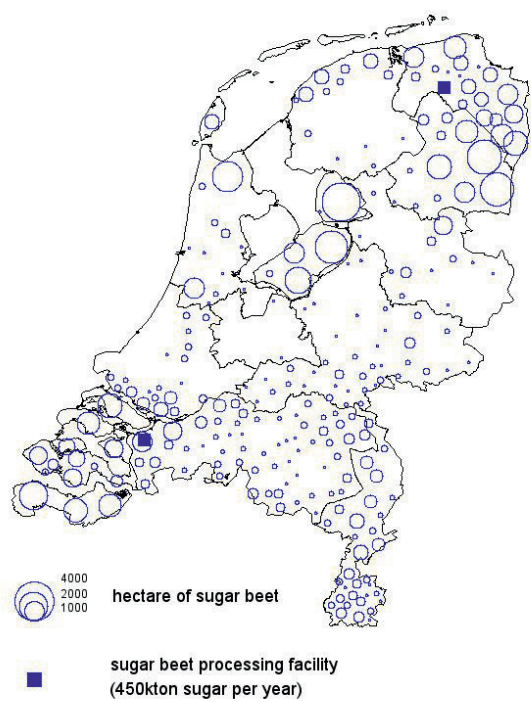 4000
2000
1000
hectare of sugar beet
sugar beet processing facility
(450kton sugar per year)